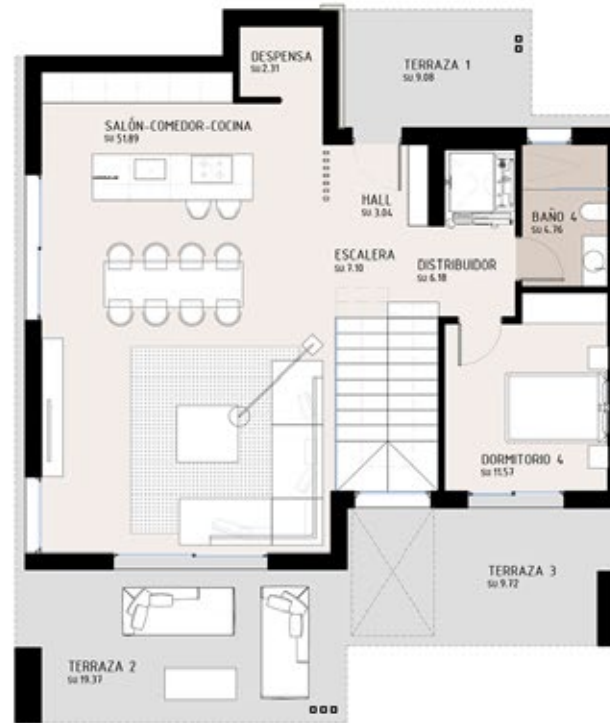 DESPENSA
SU 2.31
TERRAZA 1
SU 9.08
SALÓN-COMEDOR-COCINA
SU 51.89
HALL
SU 3.04
BAÑO 4
SU 4.76
ESCALERA
SU 7.10
DISTRIBUIDOR
SU 6.18
DORMITORIO 4
SU 11.57
TERRAZA 3
SU 9.72
TERRAZA 2
SU 19.37